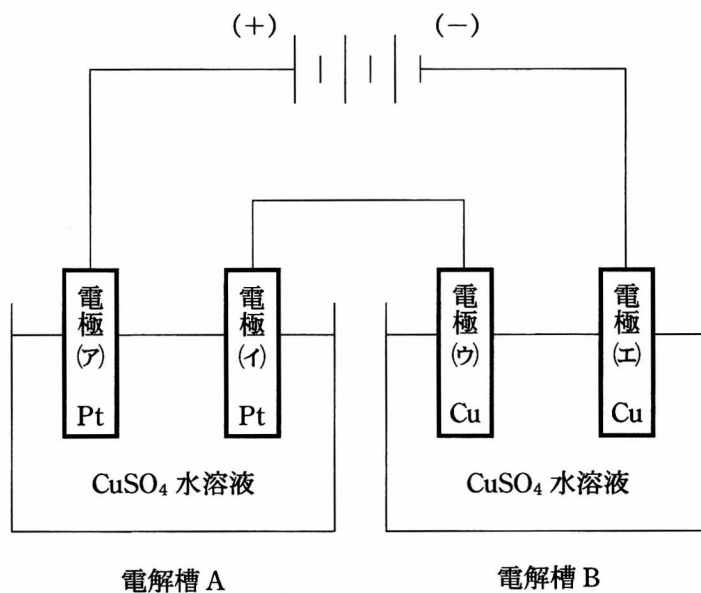 (+) (−)
電極(ア) Pt
電極(イ) Pt
電極(ウ) Cu
電極(エ) Cu
CuSO₄ 水溶液
CuSO₄ 水溶液
電解槽 A
電解槽 B